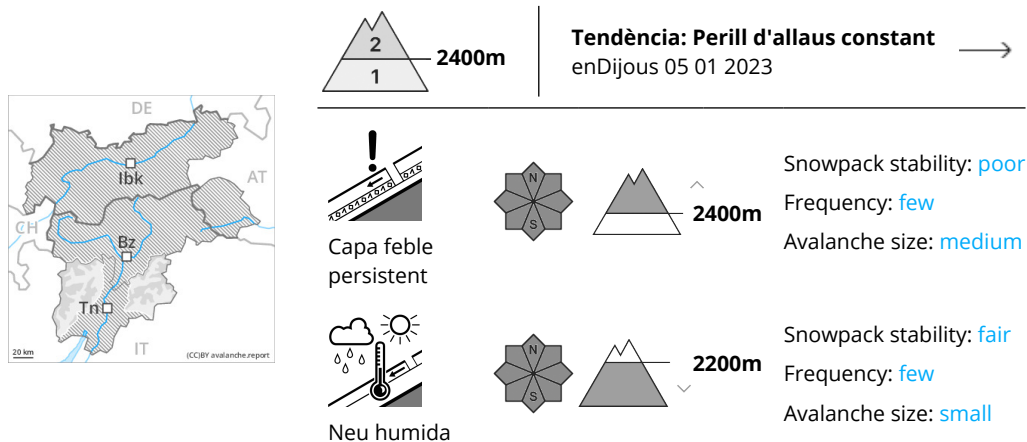 2
1
2400m
Tendència: Perill d'allaus constant
enDijous 05 01 2023
DE
Ibk
AT
CH
Bz
Tn
IT
20 km
(CC)BY avalanche.report
Capa feble
persistent
N
S
2400m
Snowpack stability: poor
Frequency: few
Avalanche size: medium
Neu humida
N
S
2200m
Snowpack stability: fair
Frequency: few
Avalanche size: small